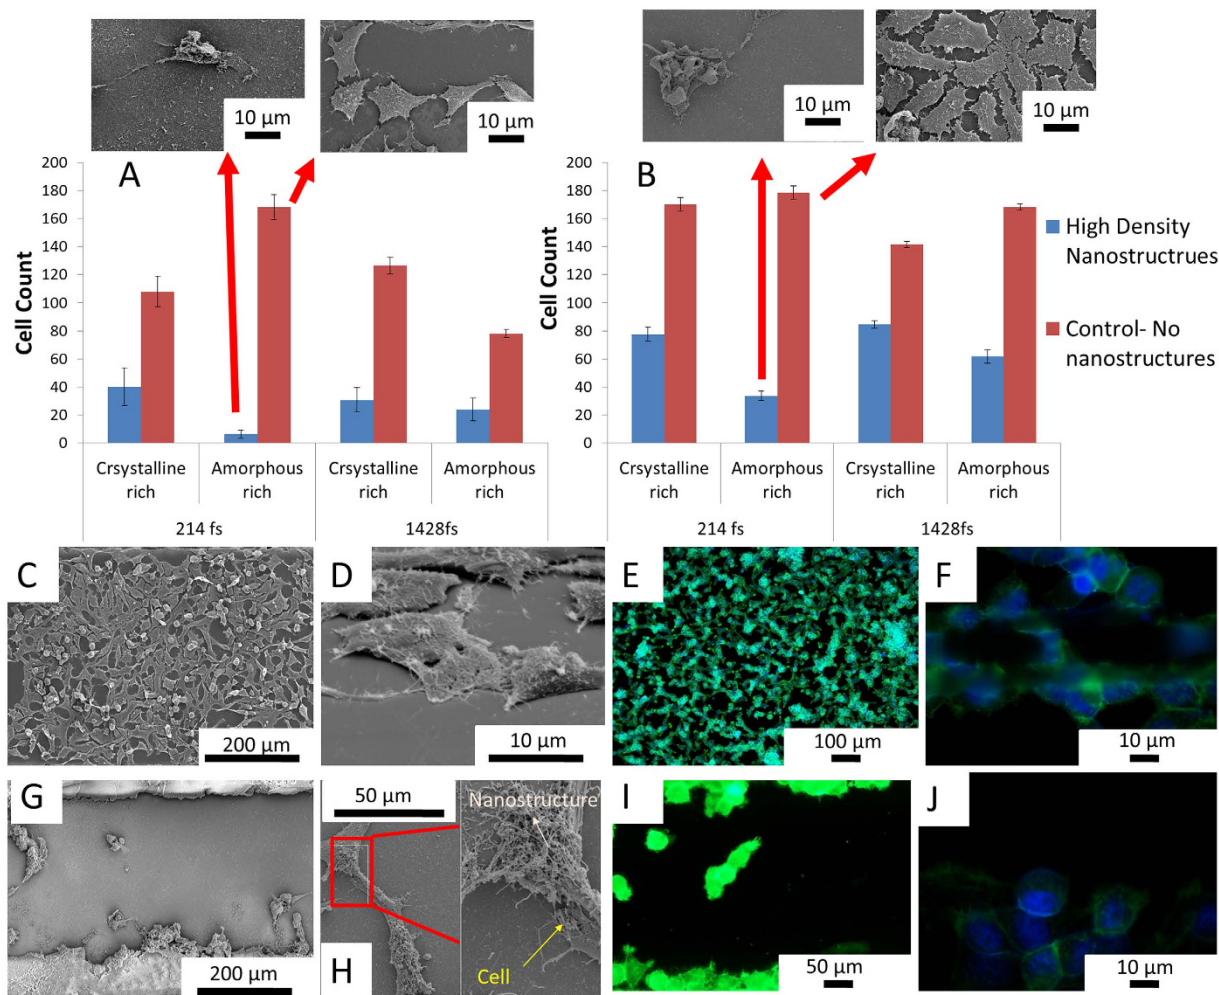 10 µm
10 µm
10 µm
10 µm
A
B
200
180
160
140
120
100
80
60
40
20
0
Cell Count
Crsystalline rich
Amorphous rich
Crsystalline rich
Amorphous rich
214 fs
1428fs
200
180
160
140
120
100
80
60
40
20
0
Cell Count
Crsystalline rich
Amorphous rich
Crsystalline rich
Amorphous rich
214 fs
1428fs
High Density
Nanostructrues
Control- No
nanostructures
C
200 µm
D
10 µm
E
100 µm
F
10 µm
G
200 µm
50 µm
Nanostructure
H
Cell
I
50 µm
J
10 µm